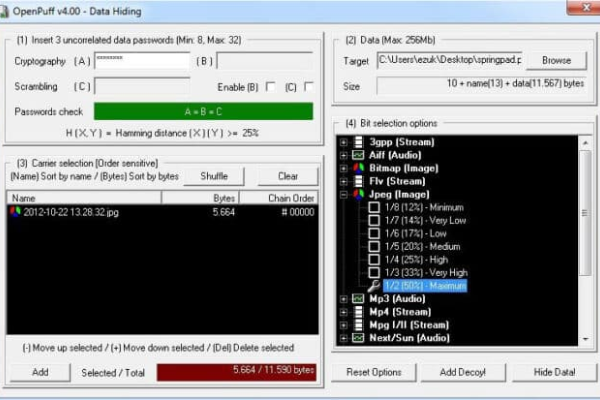 OpenPuff v4.00 - Data Hiding
(1) Insert 3 uncorrelated data passwords (Min: 8, Max: 32)
Cryptography (A) ******** (B)
Scrambling (C) Enable (B) (C)
Passwords check A = B = C
H (X, Y) = Hamming distance (X) (Y) >= 25%
(2) Data (Max: 256Mb)
Target C:\Users\ezuk\Desktop\springpad.p Browse
Size 10 + name(13) + data(11.567) bytes
(3) Carrier selection [Order sensitive]
(Name) Sort by name / (Bytes) Sort by bytes Shuffle Clear
Name Bytes Chain Order
2012-10-22 13.28.32.jpg 5.664 # 00000
(-) Move up selected / (+) Move down selected / (Del) Delete selected
Add Selected / Total 5.664 / 11.590 bytes
(4) Bit selection options
3gpp (Stream)
Aiff (Audio)
Bitmap (Image)
Flv (Stream)
Jpeg (Image)
1/8 (12%) - Minimum
1/7 (14%) - Very Low
1/6 (17%) - Low
1/5 (20%) - Medium
1/4 (25%) - High
1/3 (33%) - Very High
1/2 (50%) - Maximum
Mp3 (Audio)
Mp4 (Stream)
Mpg I/II (Stream)
Next/Sun (Audio)
Reset Options Add Decoy! Hide Data!